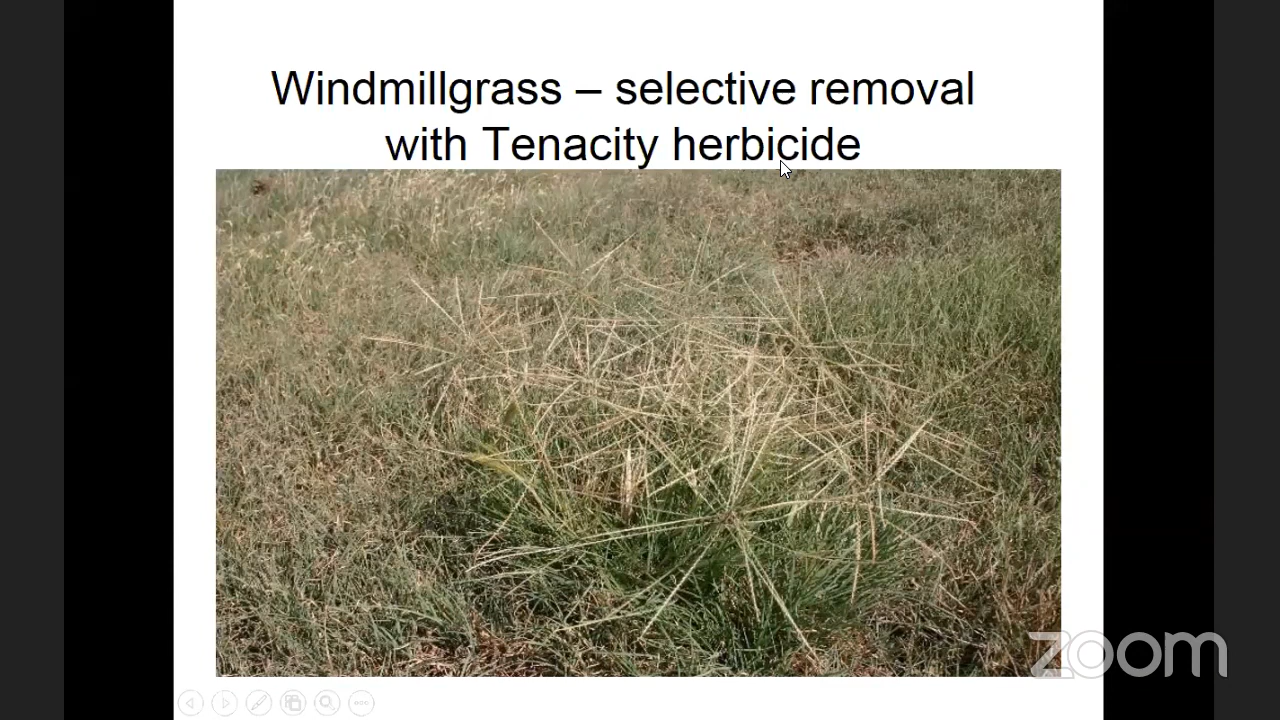 Windmillgrass – selective removal
with Tenacity herbicide
zoom